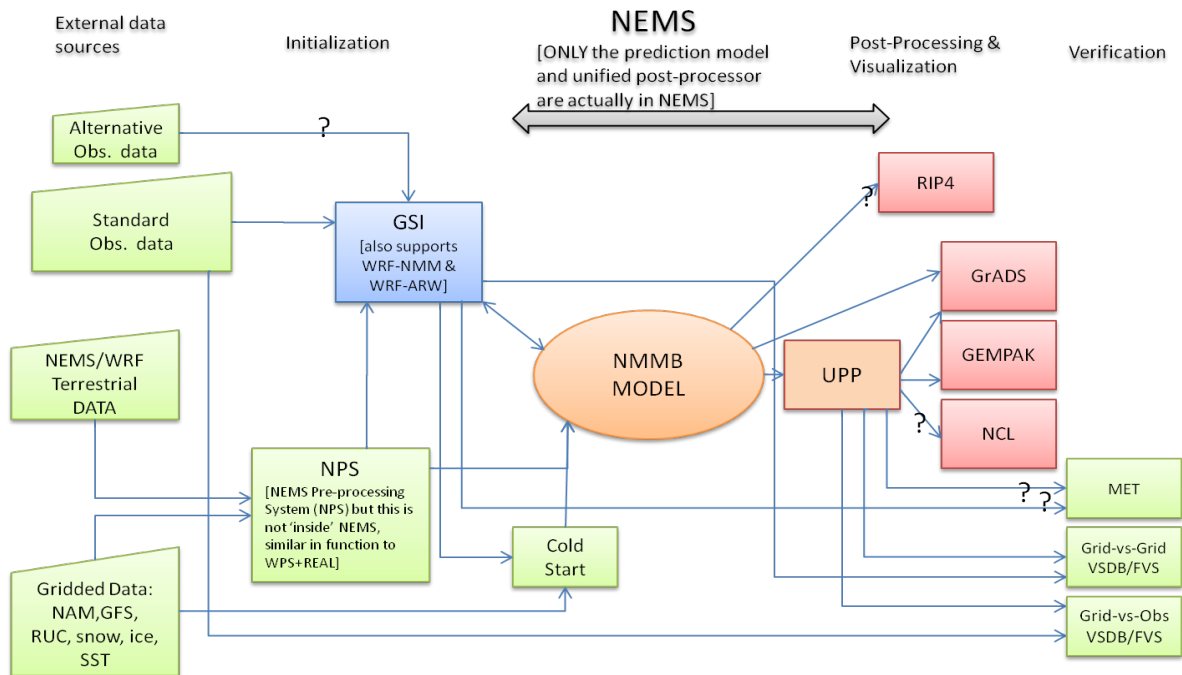 External data
sources
Initialization
NEMS
[ONLY the prediction model
and unified post-processor
are actually in NEMS]
Post-Processing &
Visualization
Verification
Alternative
Obs. data
?
Standard
Obs. data
GSI
[also supports
WRF-NMM &
WRF-ARW]
?
RIP4
GrADS
NEMS/WRF
Terrestrial
DATA
NMMB
MODEL
UPP
GEMPAK
?
NCL
NPS
[NEMS Pre-processing
System (NPS) but this is
not 'inside' NEMS,
similar in function to
WPS+REAL]
Cold
Start
? ?
MET
Gridded Data:
NAM,GFS,
RUC, snow, ice,
SST
Grid-vs-Grid
VSDB/FVS
Grid-vs-Obs
VSDB/FVS